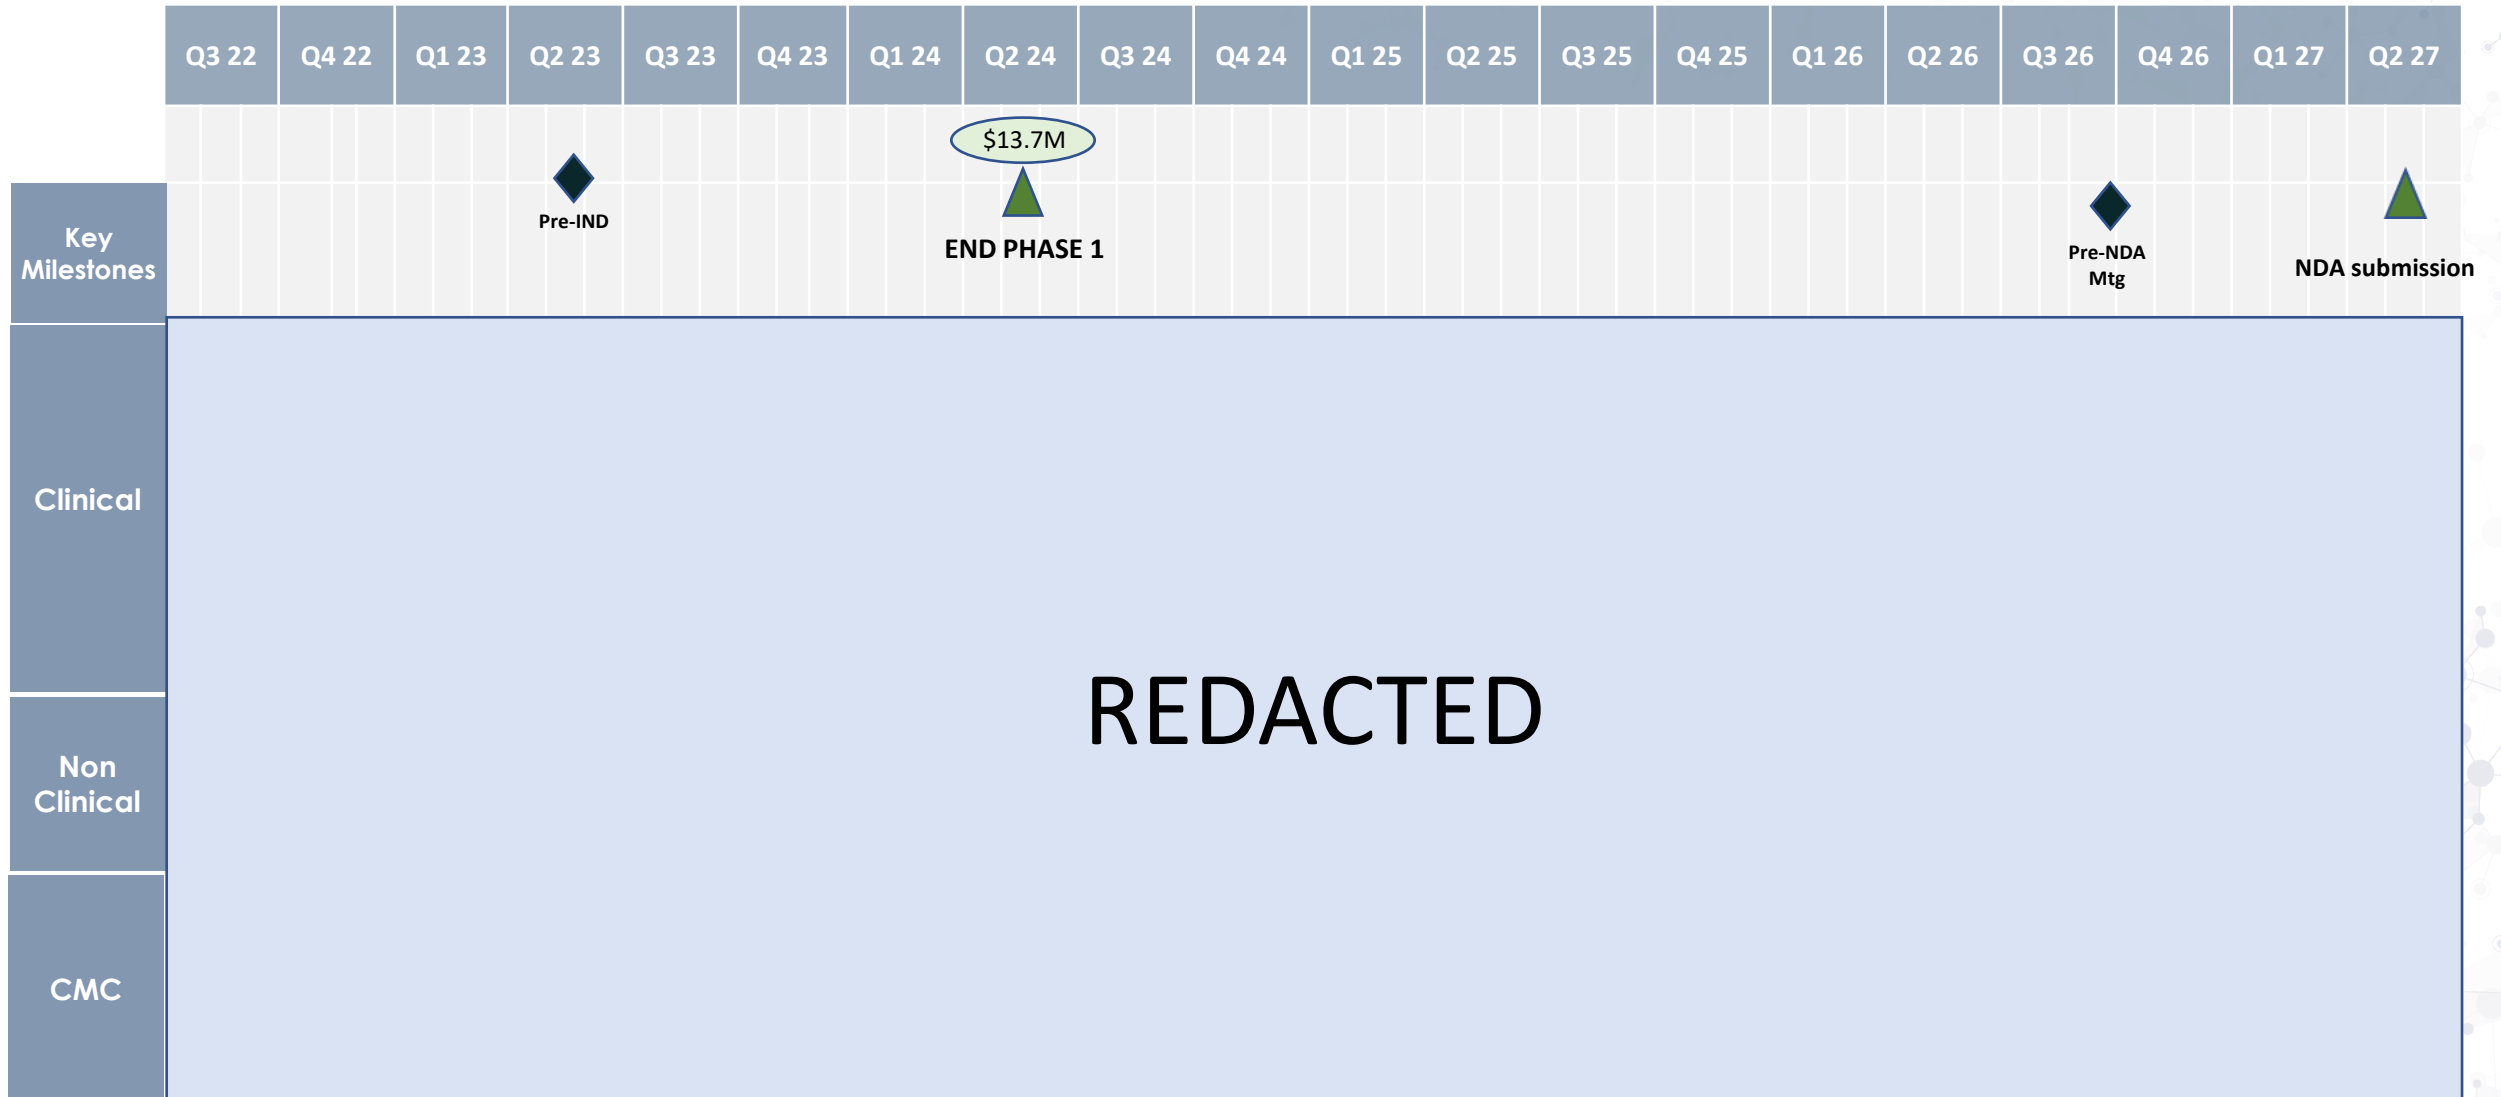 Q3 22 Q4 22 Q1 23 Q2 23 Q3 23 Q4 23 Q1 24 Q2 24 Q3 24 Q4 24 Q1 25 Q2 25 Q3 25 Q4 25 Q1 26 Q2 26 Q3 26 Q4 26 Q1 27 Q2 27
$13.7M
Key
Milestones
Pre-IND
END PHASE 1
Pre-NDA
Mtg
NDA submission
Clinical
REDACTED
Non
Clinical
CMC